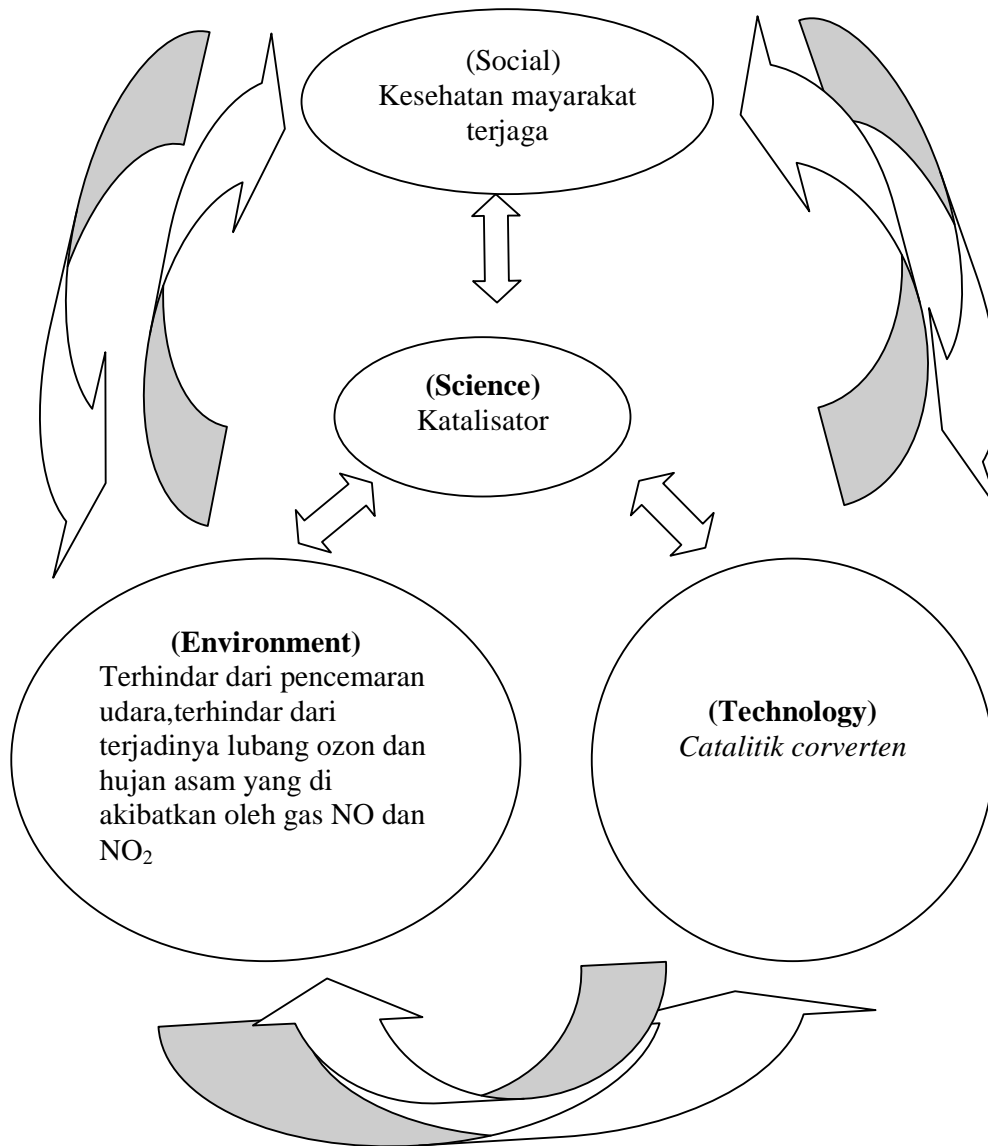 (Social)
Kesehatan mayarakat
terjaga
(Science)
Katalisator
(Environment)
Terhindar dari pencemaran
udara,terhindar dari
terjadinya lubang ozon dan
hujan asam yang di
akibatkan oleh gas NO dan
NO₂
(Technology)
Catalitik corverten